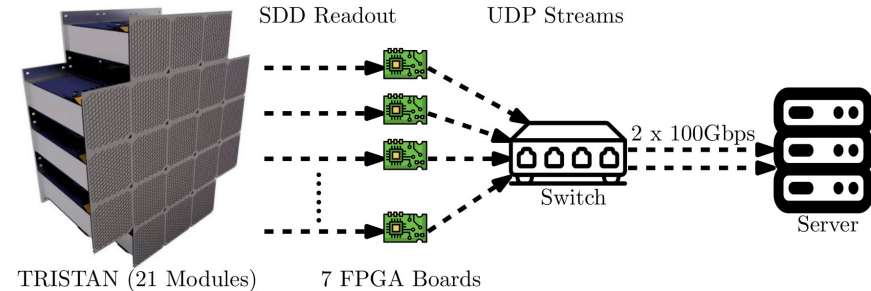 SDD Readout
UDP Streams
2 x 100Gbps
Switch
Server
TRISTAN (21 Modules)
7 FPGA Boards